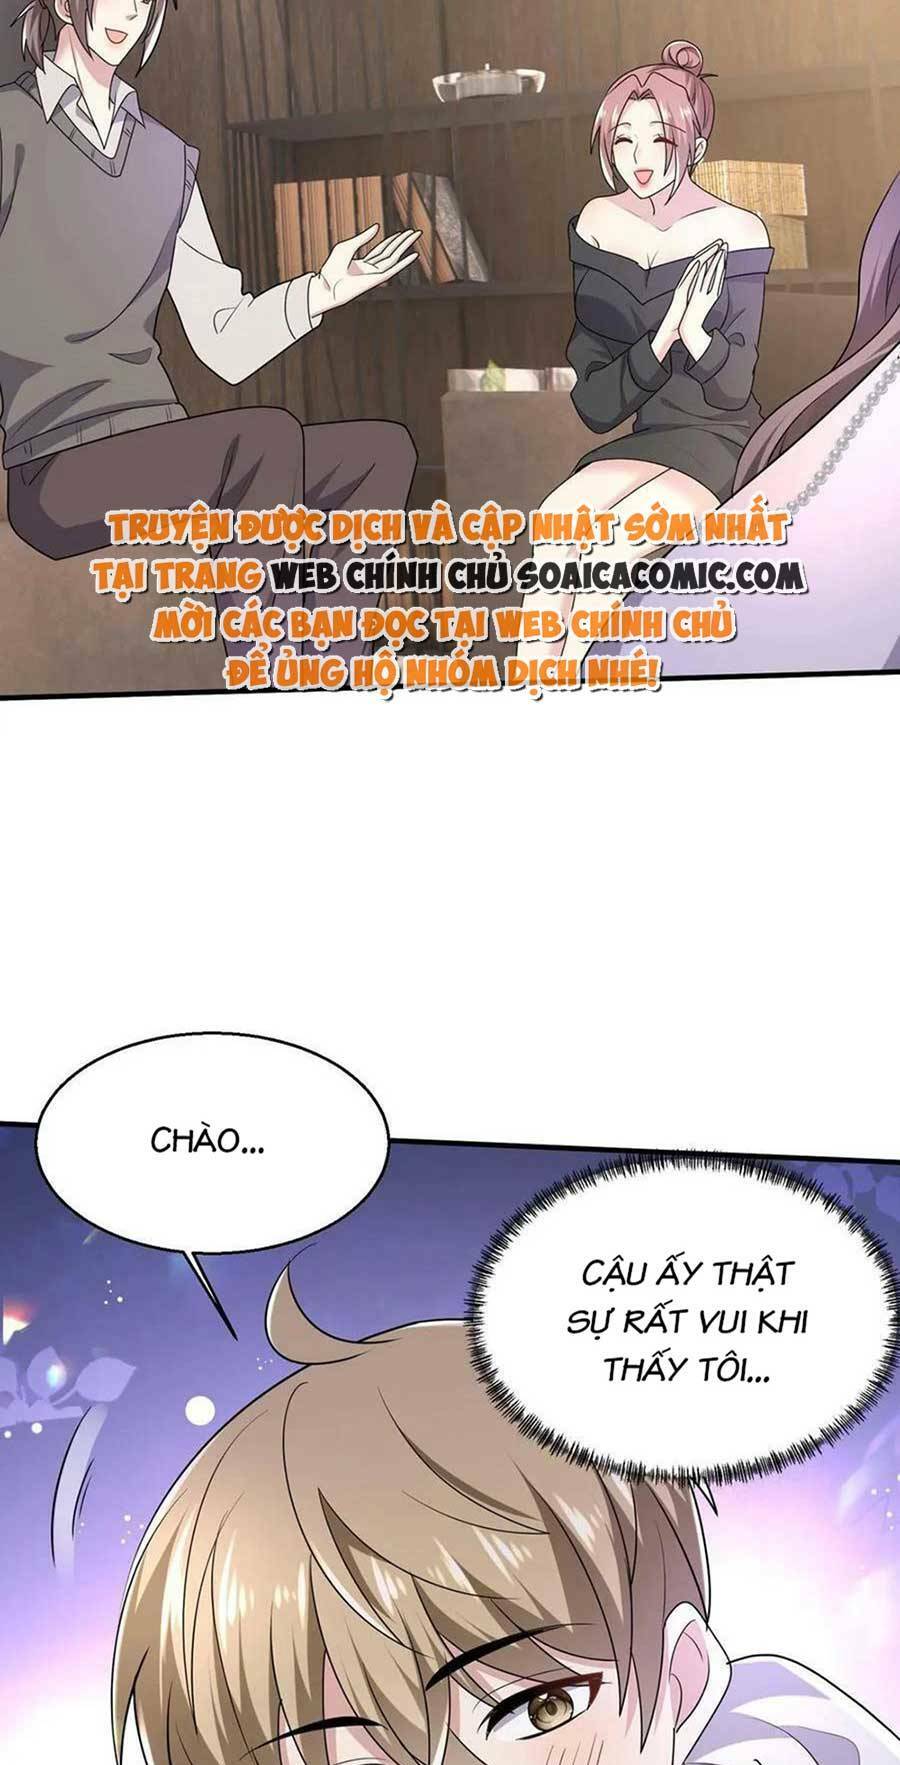 TRUYỆN ĐƯỢC DỊCH VÀ CẬP NHẬT SỚM NHẤT
TẠI TRANG WEB CHÍNH CHỦ SOAICACOMIC.COM
MỜI CÁC BẠN ĐỌC TẠI WEB CHÍNH CHỦ
ĐỂ ỦNG HỘ NHÓM DỊCH NHÉ!
CHÀO...
CẬU ẤY THẬT
SỰ RẤT VUI KHI
THẤY TÔI...